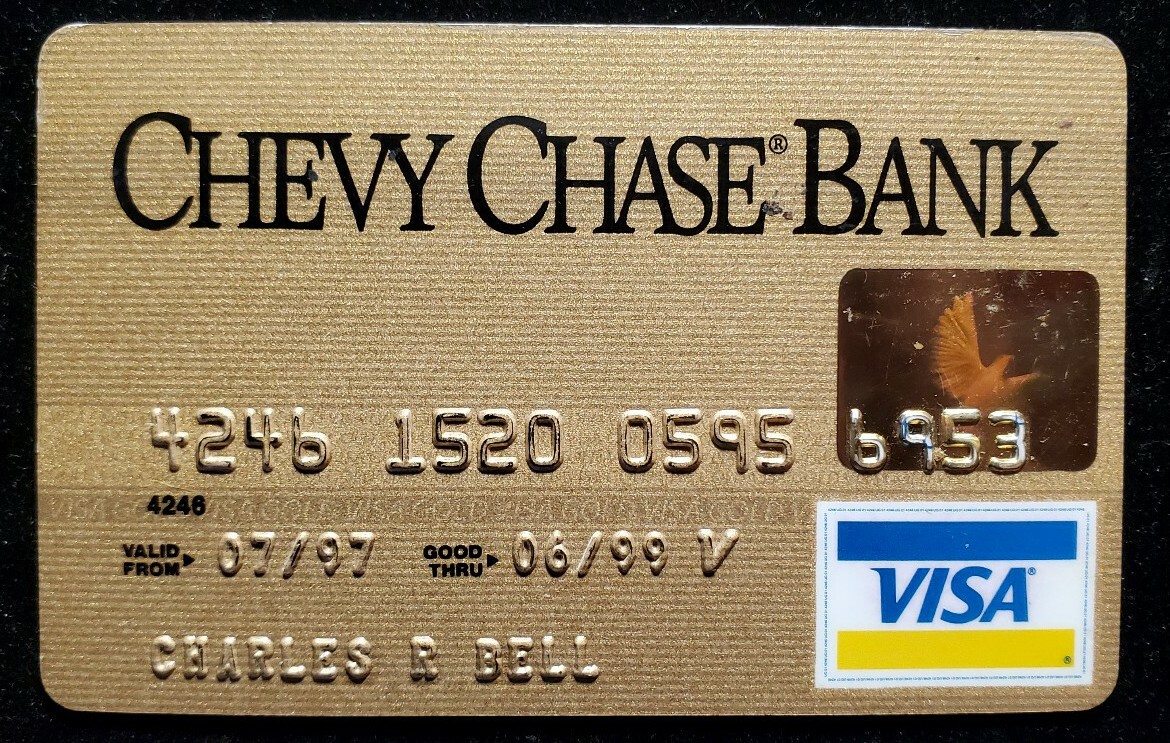 CHEVY CHASE® BANK
4246 1520 0595 6953
4246
VALID FROM 07/97 GOOD THRU 06/99 V
VISA®
CHARLES R BELL